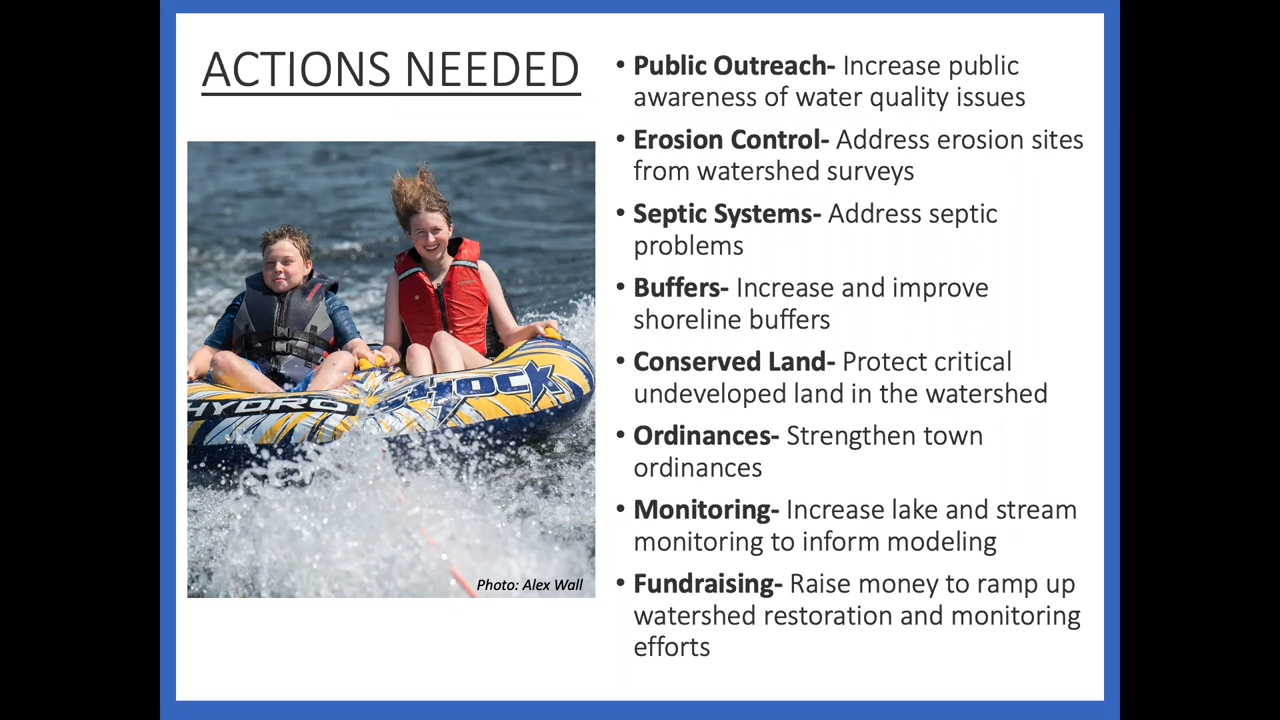 ACTIONS NEEDED
• Public Outreach- Increase public
awareness of water quality issues
• Erosion Control- Address erosion sites
from watershed surveys
• Septic Systems- Address septic
problems
• Buffers- Increase and improve
shoreline buffers
• Conserved Land- Protect critical
undeveloped land in the watershed
• Ordinances- Strengthen town
ordinances
• Monitoring- Increase lake and stream
monitoring to inform modeling
• Fundraising- Raise money to ramp up
watershed restoration and monitoring
efforts
HYDRO SHOCK
Photo: Alex Wall